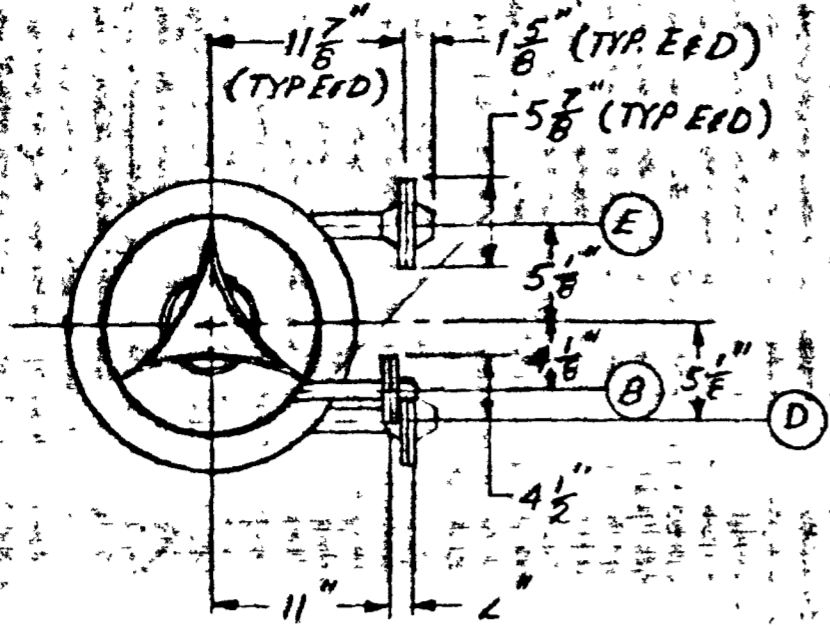 11 7/8" 1 5/8" (TYP. E&D)
(TYP E&D)
5 7/8" (TYP E&D)
E
5 1/8"
1/8"
5 1/8"
B
D
4 1/2"
11"